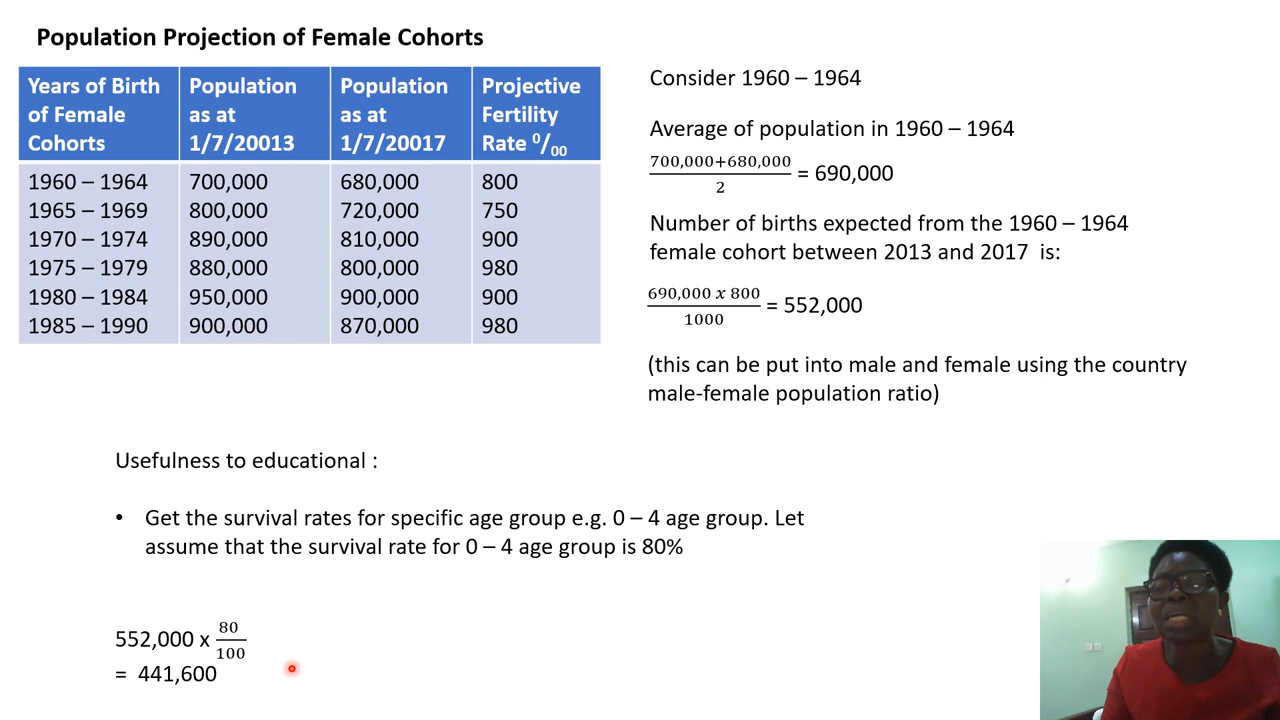 Population Projection of Female Cohorts
Years of Birth of Female Cohorts | Population as at 1/7/20013 | Population as at 1/7/20017 | Projective Fertility Rate ⁰/₀₀
1960 – 1964 | 700,000 | 680,000 | 800
1965 – 1969 | 800,000 | 720,000 | 750
1970 – 1974 | 890,000 | 810,000 | 900
1975 – 1979 | 880,000 | 800,000 | 980
1980 – 1984 | 950,000 | 900,000 | 900
1985 – 1990 | 900,000 | 870,000 | 980
Consider 1960 – 1964
Average of population in 1960 – 1964
700,000+680,000
2
= 690,000
Number of births expected from the 1960 – 1964
female cohort between 2013 and 2017 is:
690,000 x 800
1000
= 552,000
(this can be put into male and female using the country
male-female population ratio)
Usefulness to educational :
• Get the survival rates for specific age group e.g. 0 – 4 age group. Let
assume that the survival rate for 0 – 4 age group is 80%
552,000 x 80
100
= 441,600